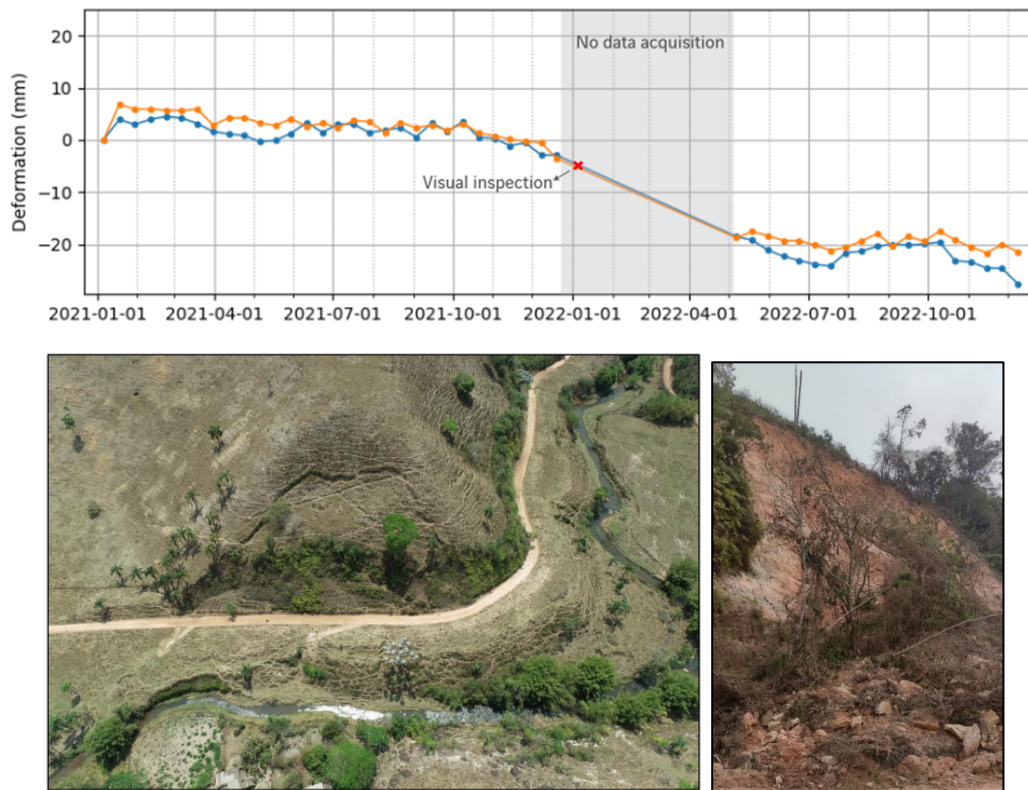 20
No data acquisition
10
0
Visual inspection
−10
−20
Deformation (mm)
2021-01-01 2021-04-01 2021-07-01 2021-10-01 2022-01-01 2022-04-01 2022-07-01 2022-10-01